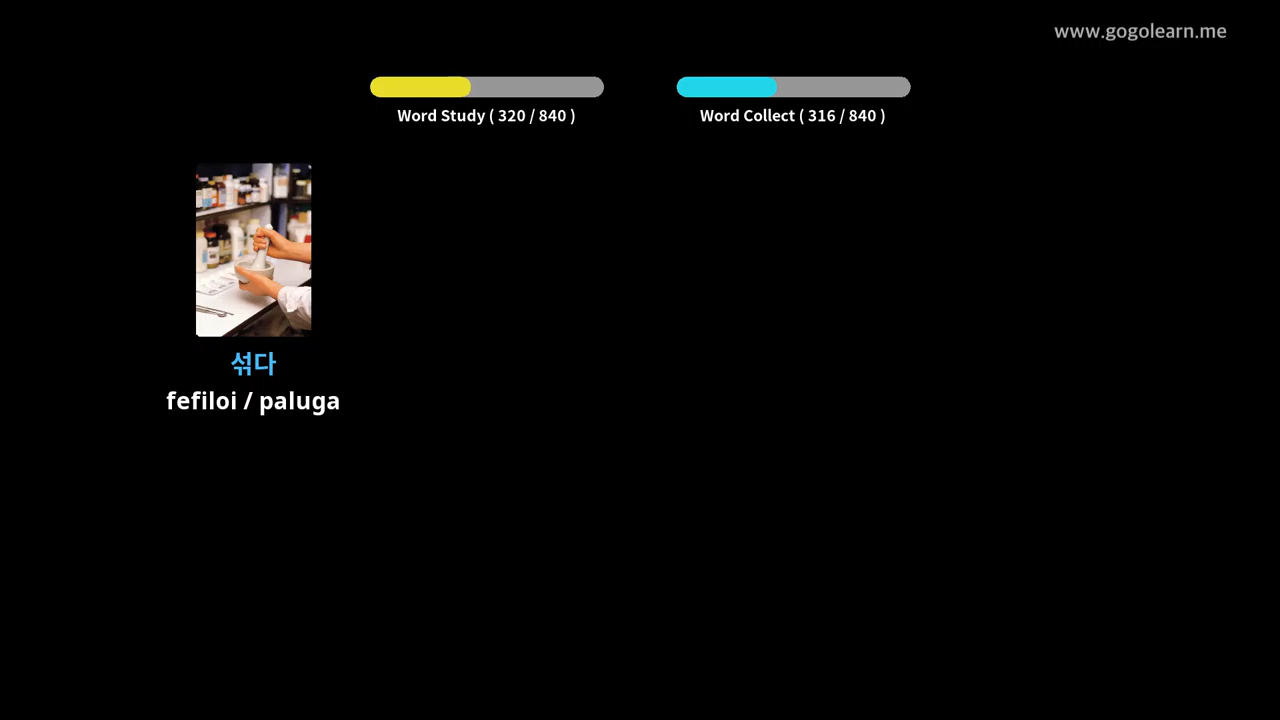 www.gogolearn.me
Word Study ( 320 / 840 )
Word Collect ( 316 / 840 )
섞다
fefiloi / paluga